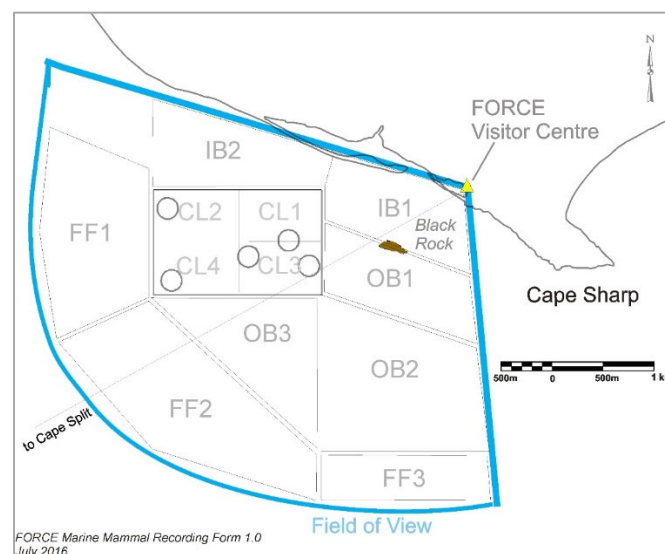 N
FORCE
Visitor Centre
IB2
IB1
Black
Rock
CL2
CL1
FF1
CL4
CL3
OB1
Cape Sharp
OB3
OB2
500m
0
500m
1 k
FF2
to Cape Split
FF3
Field of View
FORCE Marine Mammal Recording Form 1.0
July 2016